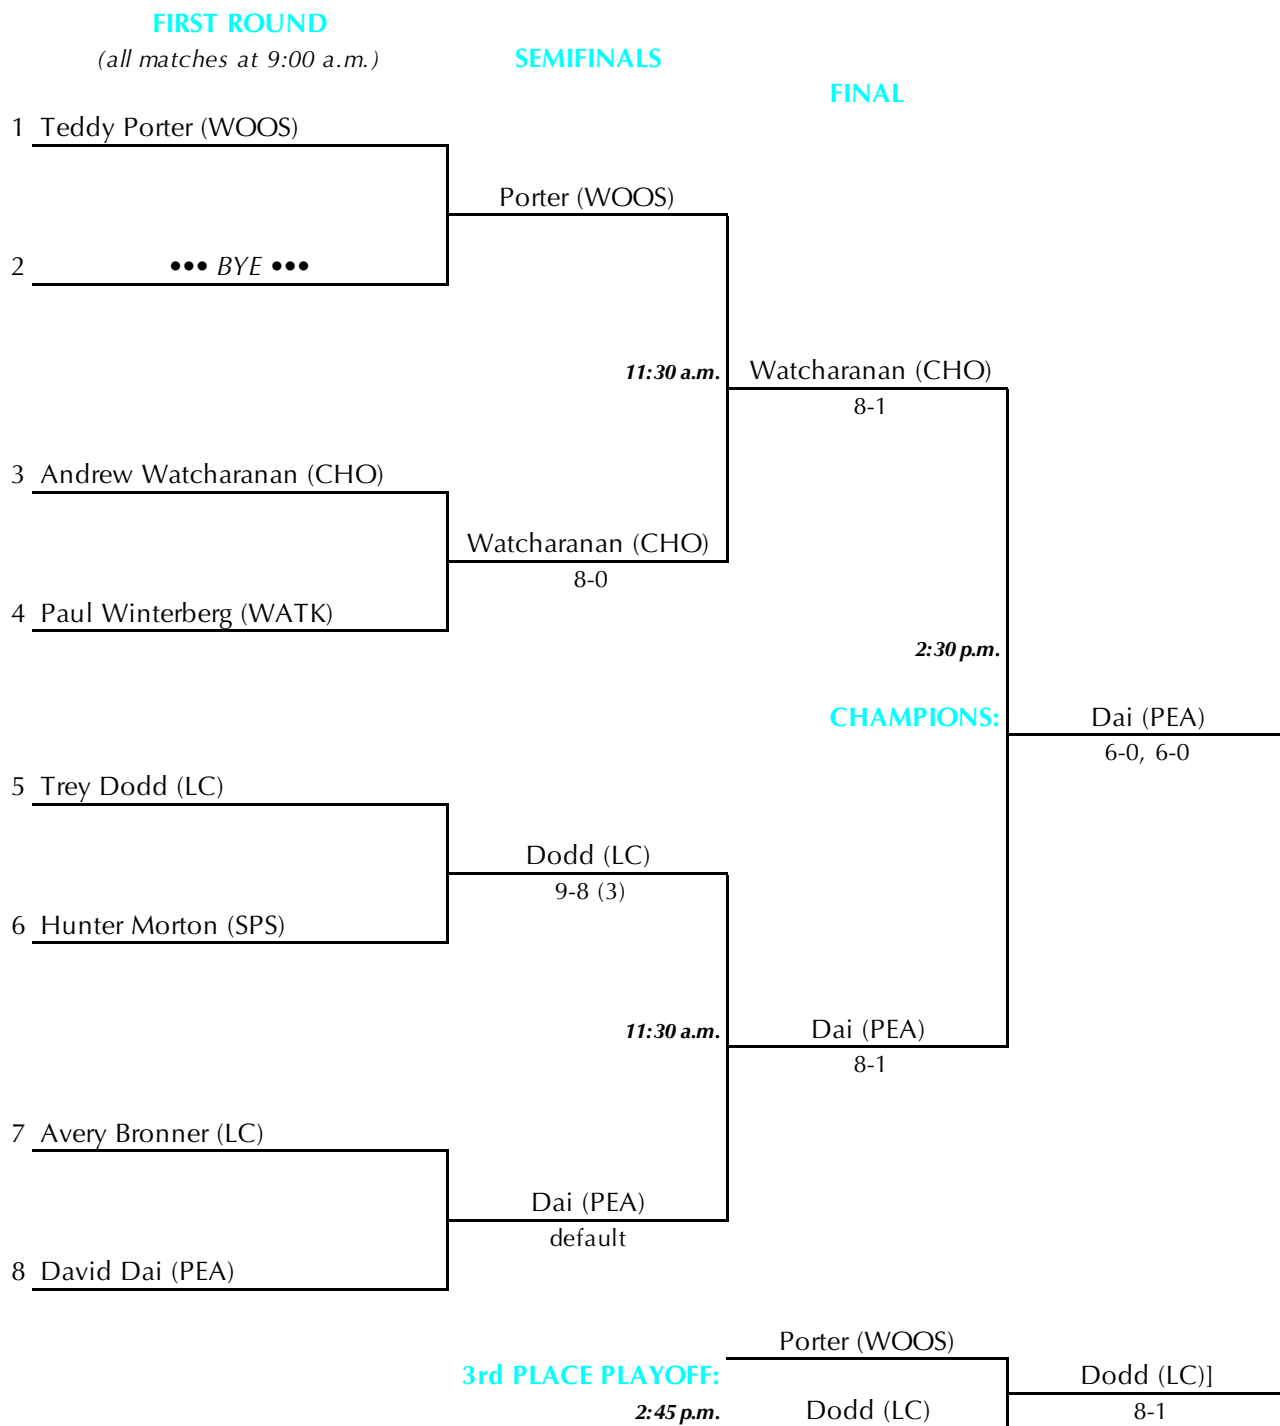 FIRST ROUND
(all matches at 9:00 a.m.)
SEMIFINALS
FINAL
1 Teddy Porter (WOOS)
Porter (WOOS)
2 ••• BYE •••
11:30 a.m. Watcharanan (CHO)
8-1
3 Andrew Watcharanan (CHO)
Watcharanan (CHO)
8-0
4 Paul Winterberg (WATK)
2:30 p.m.
CHAMPIONS: Dai (PEA)
6-0, 6-0
5 Trey Dodd (LC)
Dodd (LC)
9-8 (3)
6 Hunter Morton (SPS)
11:30 a.m. Dai (PEA)
8-1
7 Avery Bronner (LC)
Dai (PEA)
default
8 David Dai (PEA)
Porter (WOOS)
3rd PLACE PLAYOFF: Dodd (LC)]
2:45 p.m. Dodd (LC) 8-1